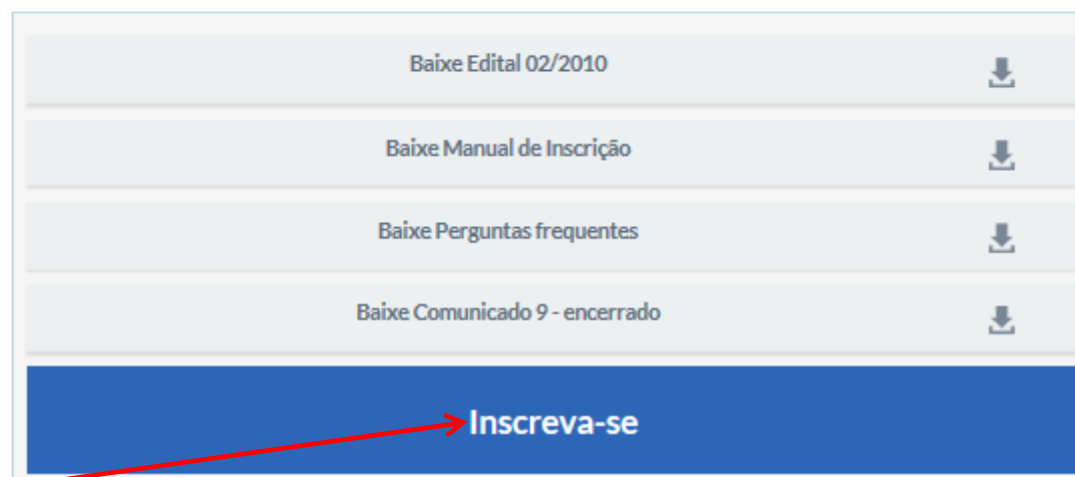 Baixe Edital 02/2010
Baixe Manual de Inscrição
Baixe Perguntas frequentes
Baixe Comunicado 9 - encerrado
Inscreva-se